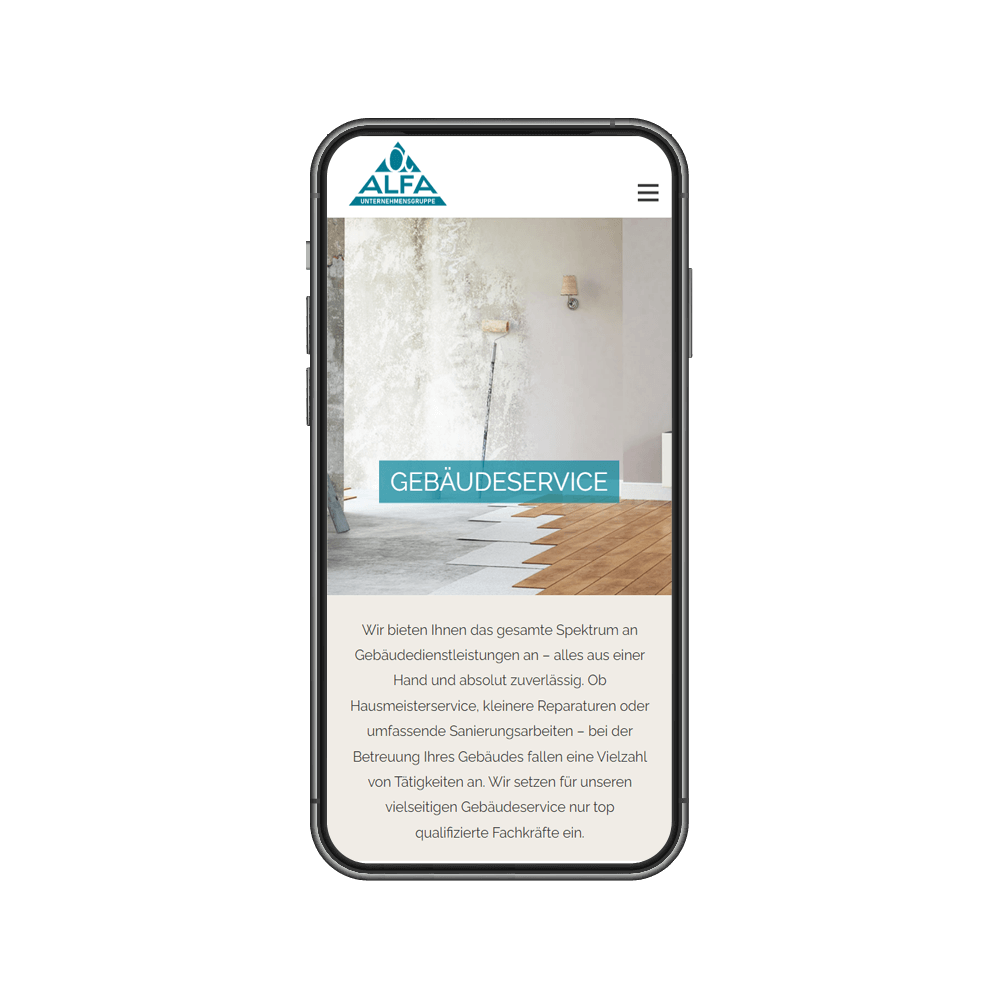 ALFA
UNTERNEHMENSGRUPPE
GEBÄUDESERVICE
Wir bieten Ihnen das gesamte Spektrum an
Gebäudedienstleistungen an – alles aus einer
Hand und absolut zuverlässig. Ob
Hausmeisterservice, kleinere Reparaturen oder
umfassende Sanierungsarbeiten – bei der
Betreuung Ihres Gebäudes fallen eine Vielzahl
von Tätigkeiten an. Wir setzen für unseren
vielseitigen Gebäudeservice nur top
qualifizierte Fachkräfte ein.